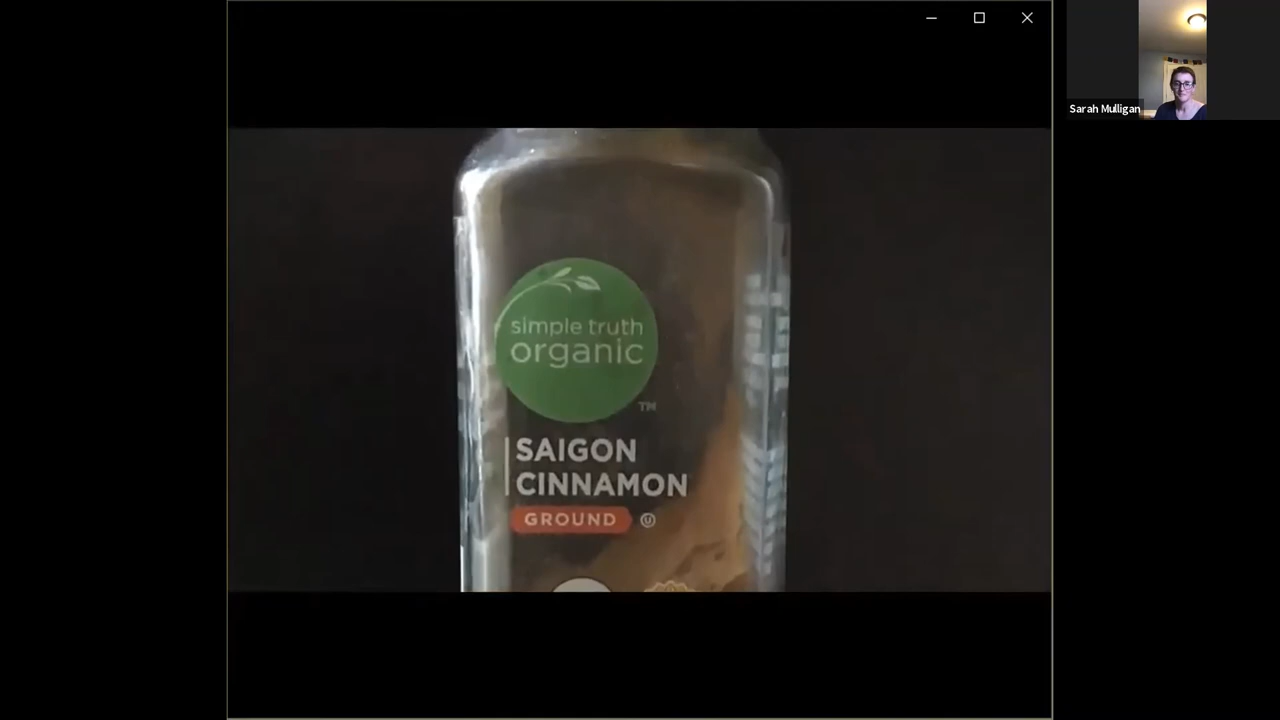 simple truth
organic
TM
SAIGON
CINNAMON
GROUND
U
Sarah Mulligan